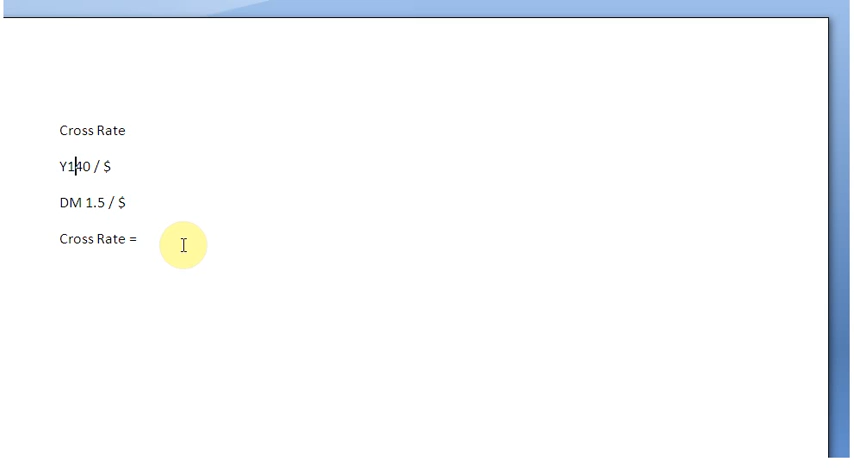 Cross Rate
Y140 / $
DM 1.5 / $
Cross Rate =